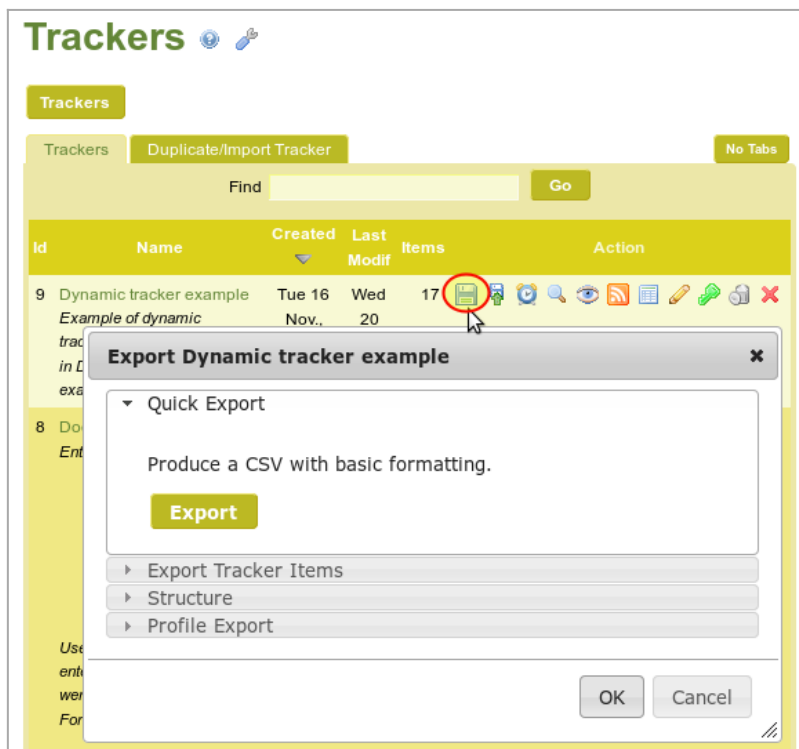 Trackers
Trackers
Trackers Duplicate/Import Tracker No Tabs
Find Go
Id Name Created Last Modif Items Action
9 Dynamic tracker example Tue 16 Wed 17
Example of dynamic Nov., 20
in
Export Dynamic tracker example
Quick Export
Produce a CSV with basic formatting.
Export
Export Tracker Items
Structure
Profile Export
8
OK Cancel